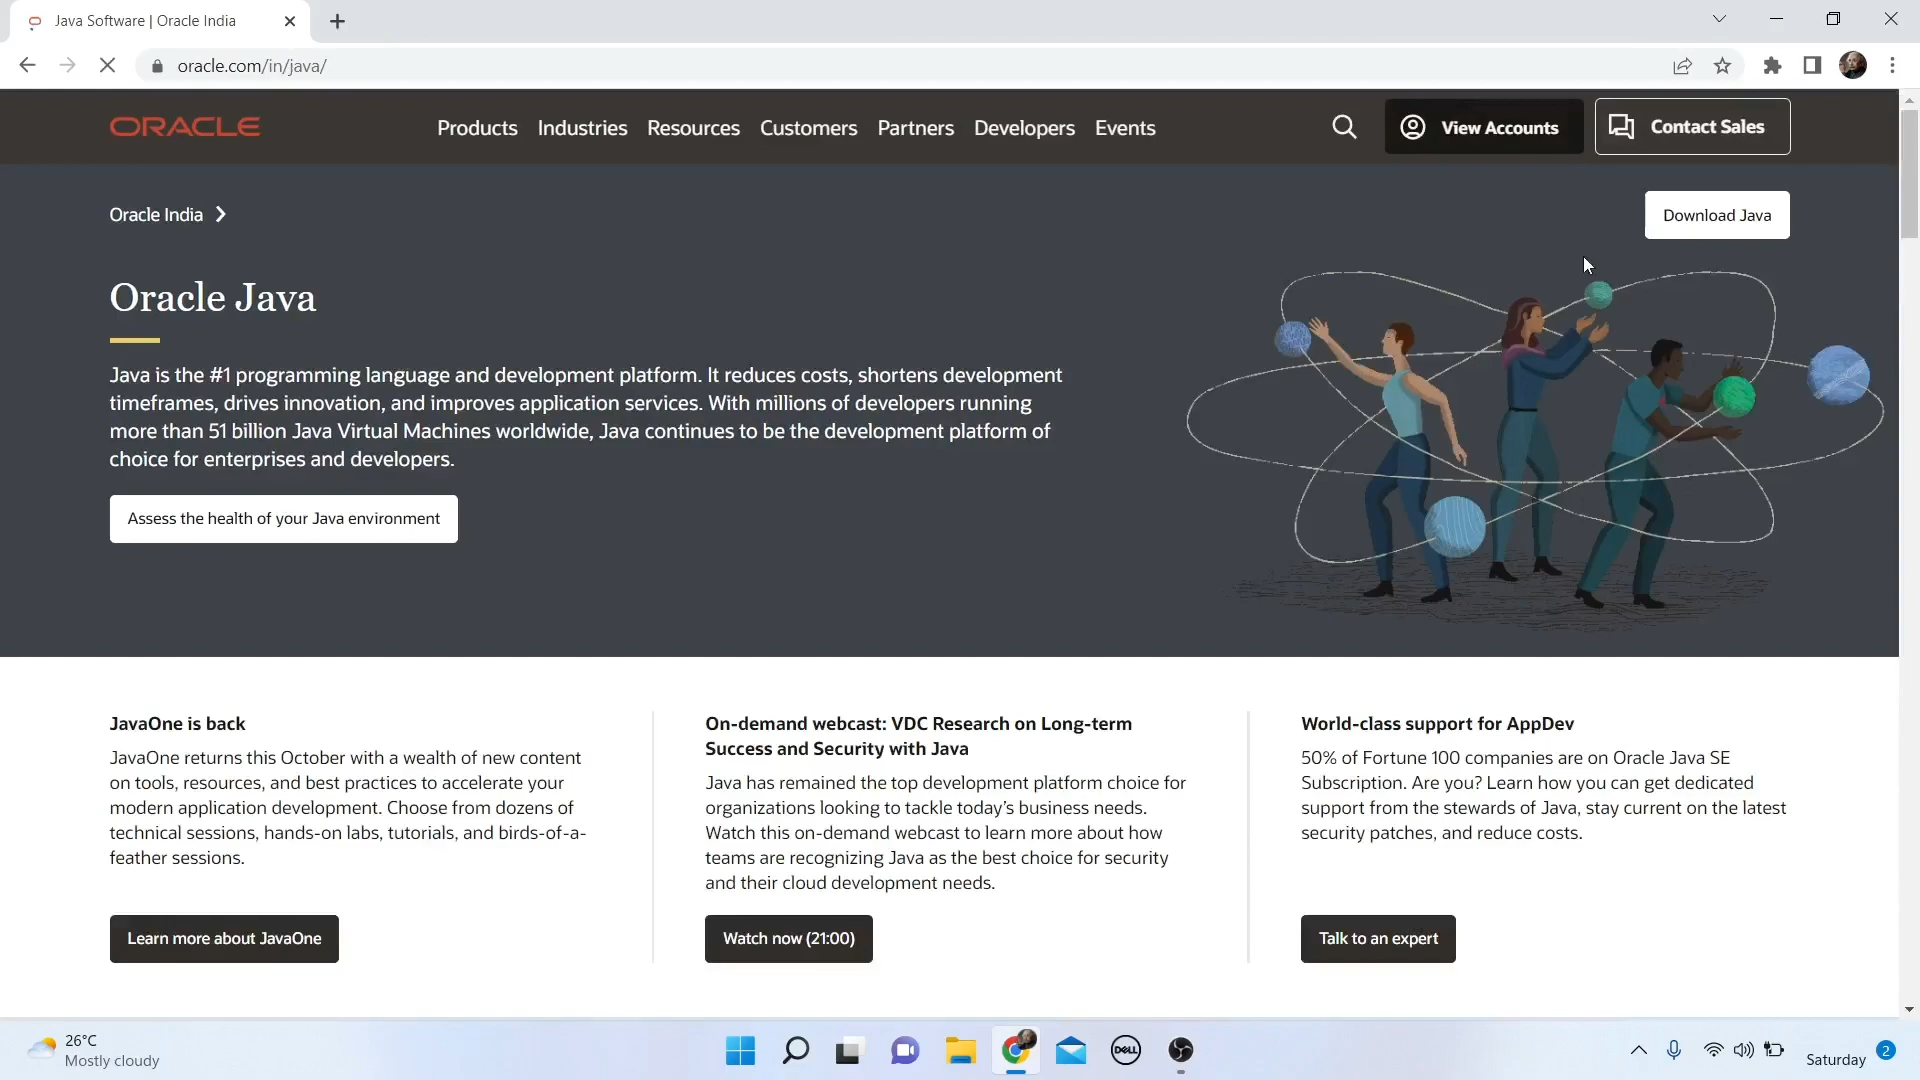 Java Software | Oracle India
oracle.com/in/java/
ORACLE
Products Industries Resources Customers Partners Developers Events
View Accounts
Contact Sales
Oracle India
Download Java
Oracle Java
Java is the #1 programming language and development platform. It reduces costs, shortens development
timeframes, drives innovation, and improves application services. With millions of developers running
more than 51 billion Java Virtual Machines worldwide, Java continues to be the development platform of
choice for enterprises and developers.
Assess the health of your Java environment
JavaOne is back
JavaOne returns this October with a wealth of new content
on tools, resources, and best practices to accelerate your
modern application development. Choose from dozens of
technical sessions, hands-on labs, tutorials, and birds-of-a-
feather sessions.
Learn more about JavaOne
On-demand webcast: VDC Research on Long-term
Success and Security with Java
Java has remained the top development platform choice for
organizations looking to tackle today's business needs.
Watch this on-demand webcast to learn more about how
teams are recognizing Java as the best choice for security
and their cloud development needs.
Watch now (21:00)
World-class support for AppDev
50% of Fortune 100 companies are on Oracle Java SE
Subscription. Are you? Learn how you can get dedicated
support from the stewards of Java, stay current on the latest
security patches, and reduce costs.
Talk to an expert
26°C
Mostly cloudy
DELL
Saturday
2